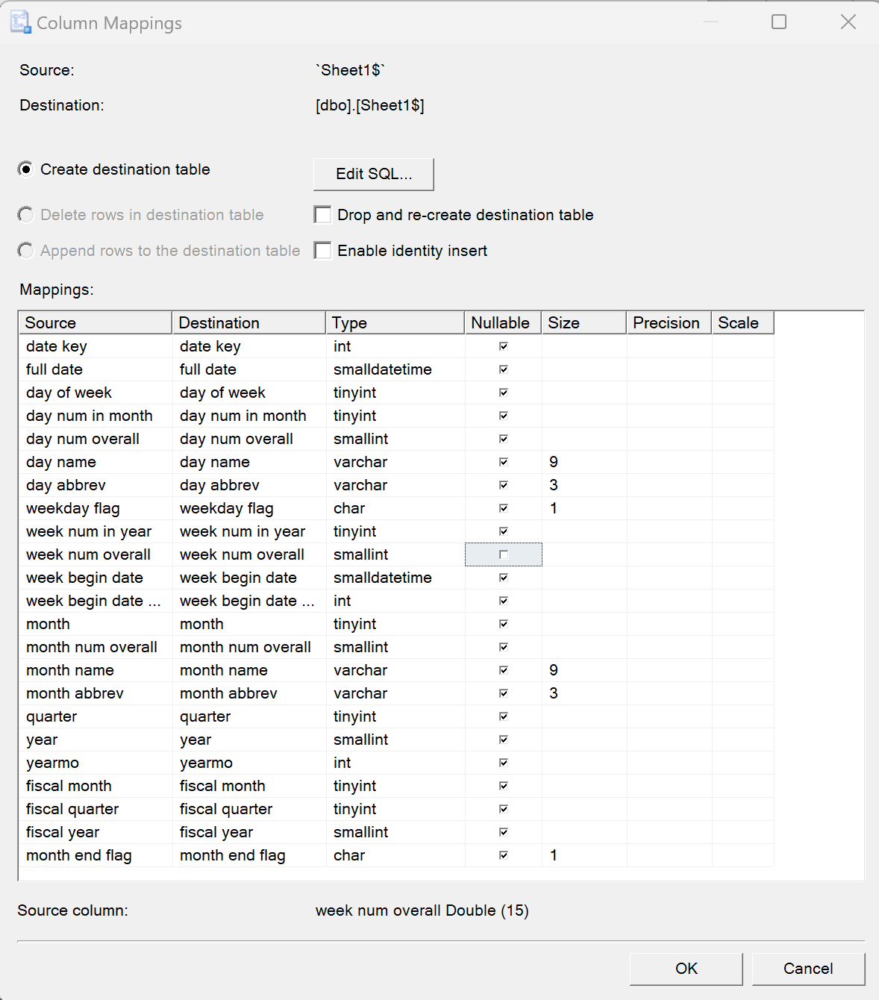 Column Mappings
Source: `Sheet1$`
Destination: [dbo].[Sheet1$]
Create destination table Edit SQL...
Delete rows in destination table Drop and re-create destination table
Append rows to the destination table Enable identity insert
Mappings:
Source Destination Type Nullable Size Precision Scale
date key date key int
full date full date smalldatetime
day of week day of week tinyint
day num in month day num in month tinyint
day num overall day num overall smallint
day name day name varchar 9
day abbrev day abbrev varchar 3
weekday flag weekday flag char 1
week num in year week num in year tinyint
week num overall week num overall smallint
week begin date week begin date smalldatetime
week begin date ... week begin date ... int
month month tinyint
month num overall month num overall smallint
month name month name varchar 9
month abbrev month abbrev varchar 3
quarter quarter tinyint
year year smallint
yearmo yearmo int
fiscal month fiscal month tinyint
fiscal quarter fiscal quarter tinyint
fiscal year fiscal year smallint
month end flag month end flag char 1
Source column: week num overall Double (15)
OK Cancel